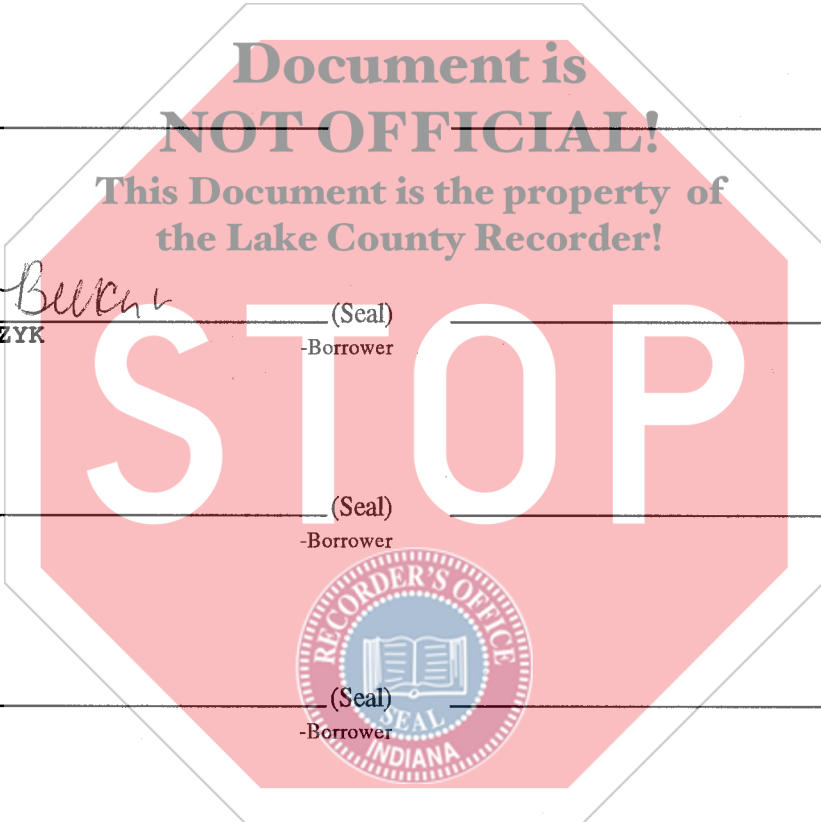 Document is
NOT OFFICIAL!
This Document is the property of
the Lake County Recorder!
(Seal)
ZYK
-Borrower
STOP
(Seal)
-Borrower
RECORDER'S OFFICE
(Seal)
SEAL
-Borrower
INDIANA